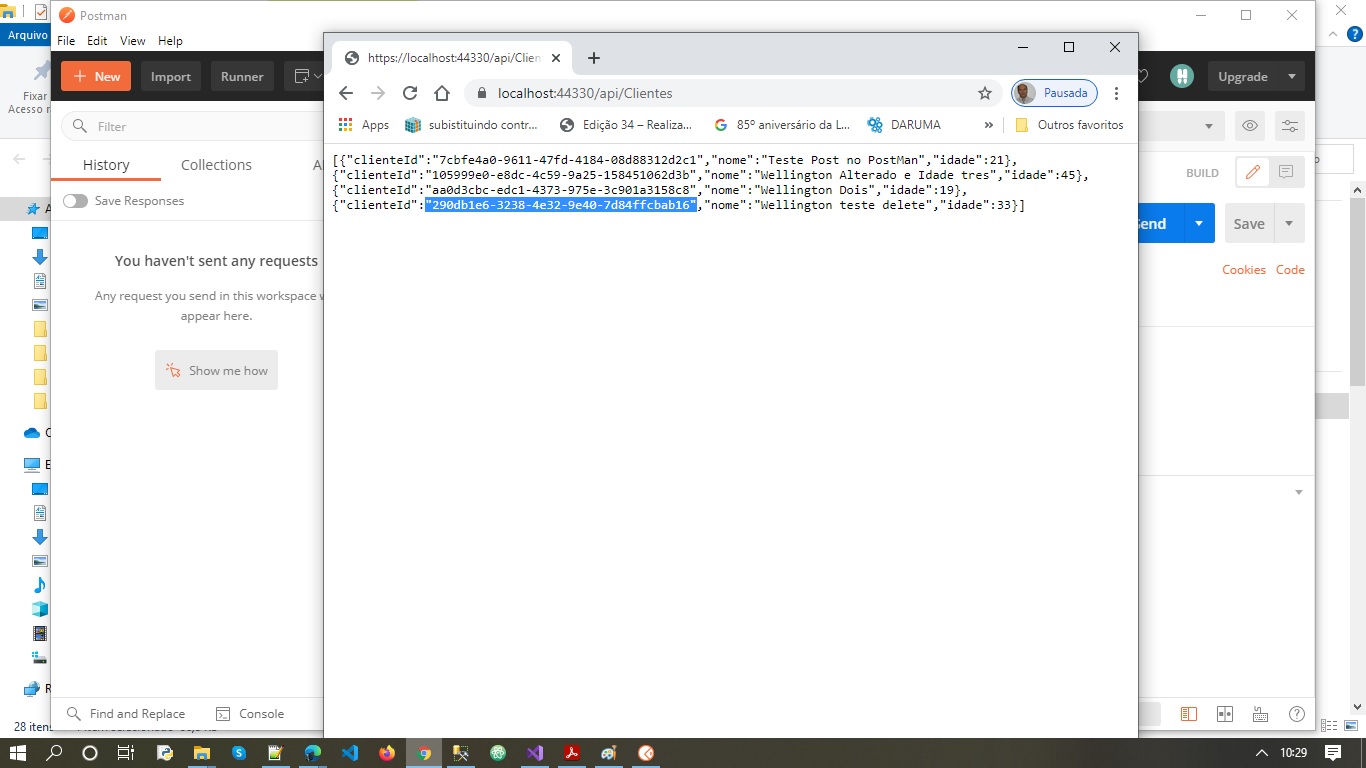 Postman
File Edit View Help
Arquivo
New
Import
Runner
Upgrade
Fixar
Acesso
Filter
History
Collections
Save Responses
You haven't sent any requests
Any request you send in this workspace
appear here.
Show me how
https://localhost:44330/api/Clien
localhost:44330/api/Clientes
Pausada
Apps
substituindo contr...
Edição 34 – Realiza...
85º aniversário da L...
DARUMA
»
Outros favoritos
[{"clienteId":"7cbfe4a0-9611-47fd-4184-08d88312d2c1","nome":"Teste Post no PostMan","idade":21},
{"clienteId":"105999e0-e8dc-4c59-9a25-158451062d3b","nome":"Wellington Alterado e Idade tres","idade":45},
{"clienteId":"aa0d3cbc-edc1-4373-975e-3c901a3158c8","nome":"Wellington Dois","idade":19},
{"clienteId":"290db1e6-3238-4e32-9e40-7d84ffcbab16","nome":"Wellington teste delete","idade":33}]
BUILD
Send
Save
Cookies Code
Find and Replace
Console
28 itens
10:29